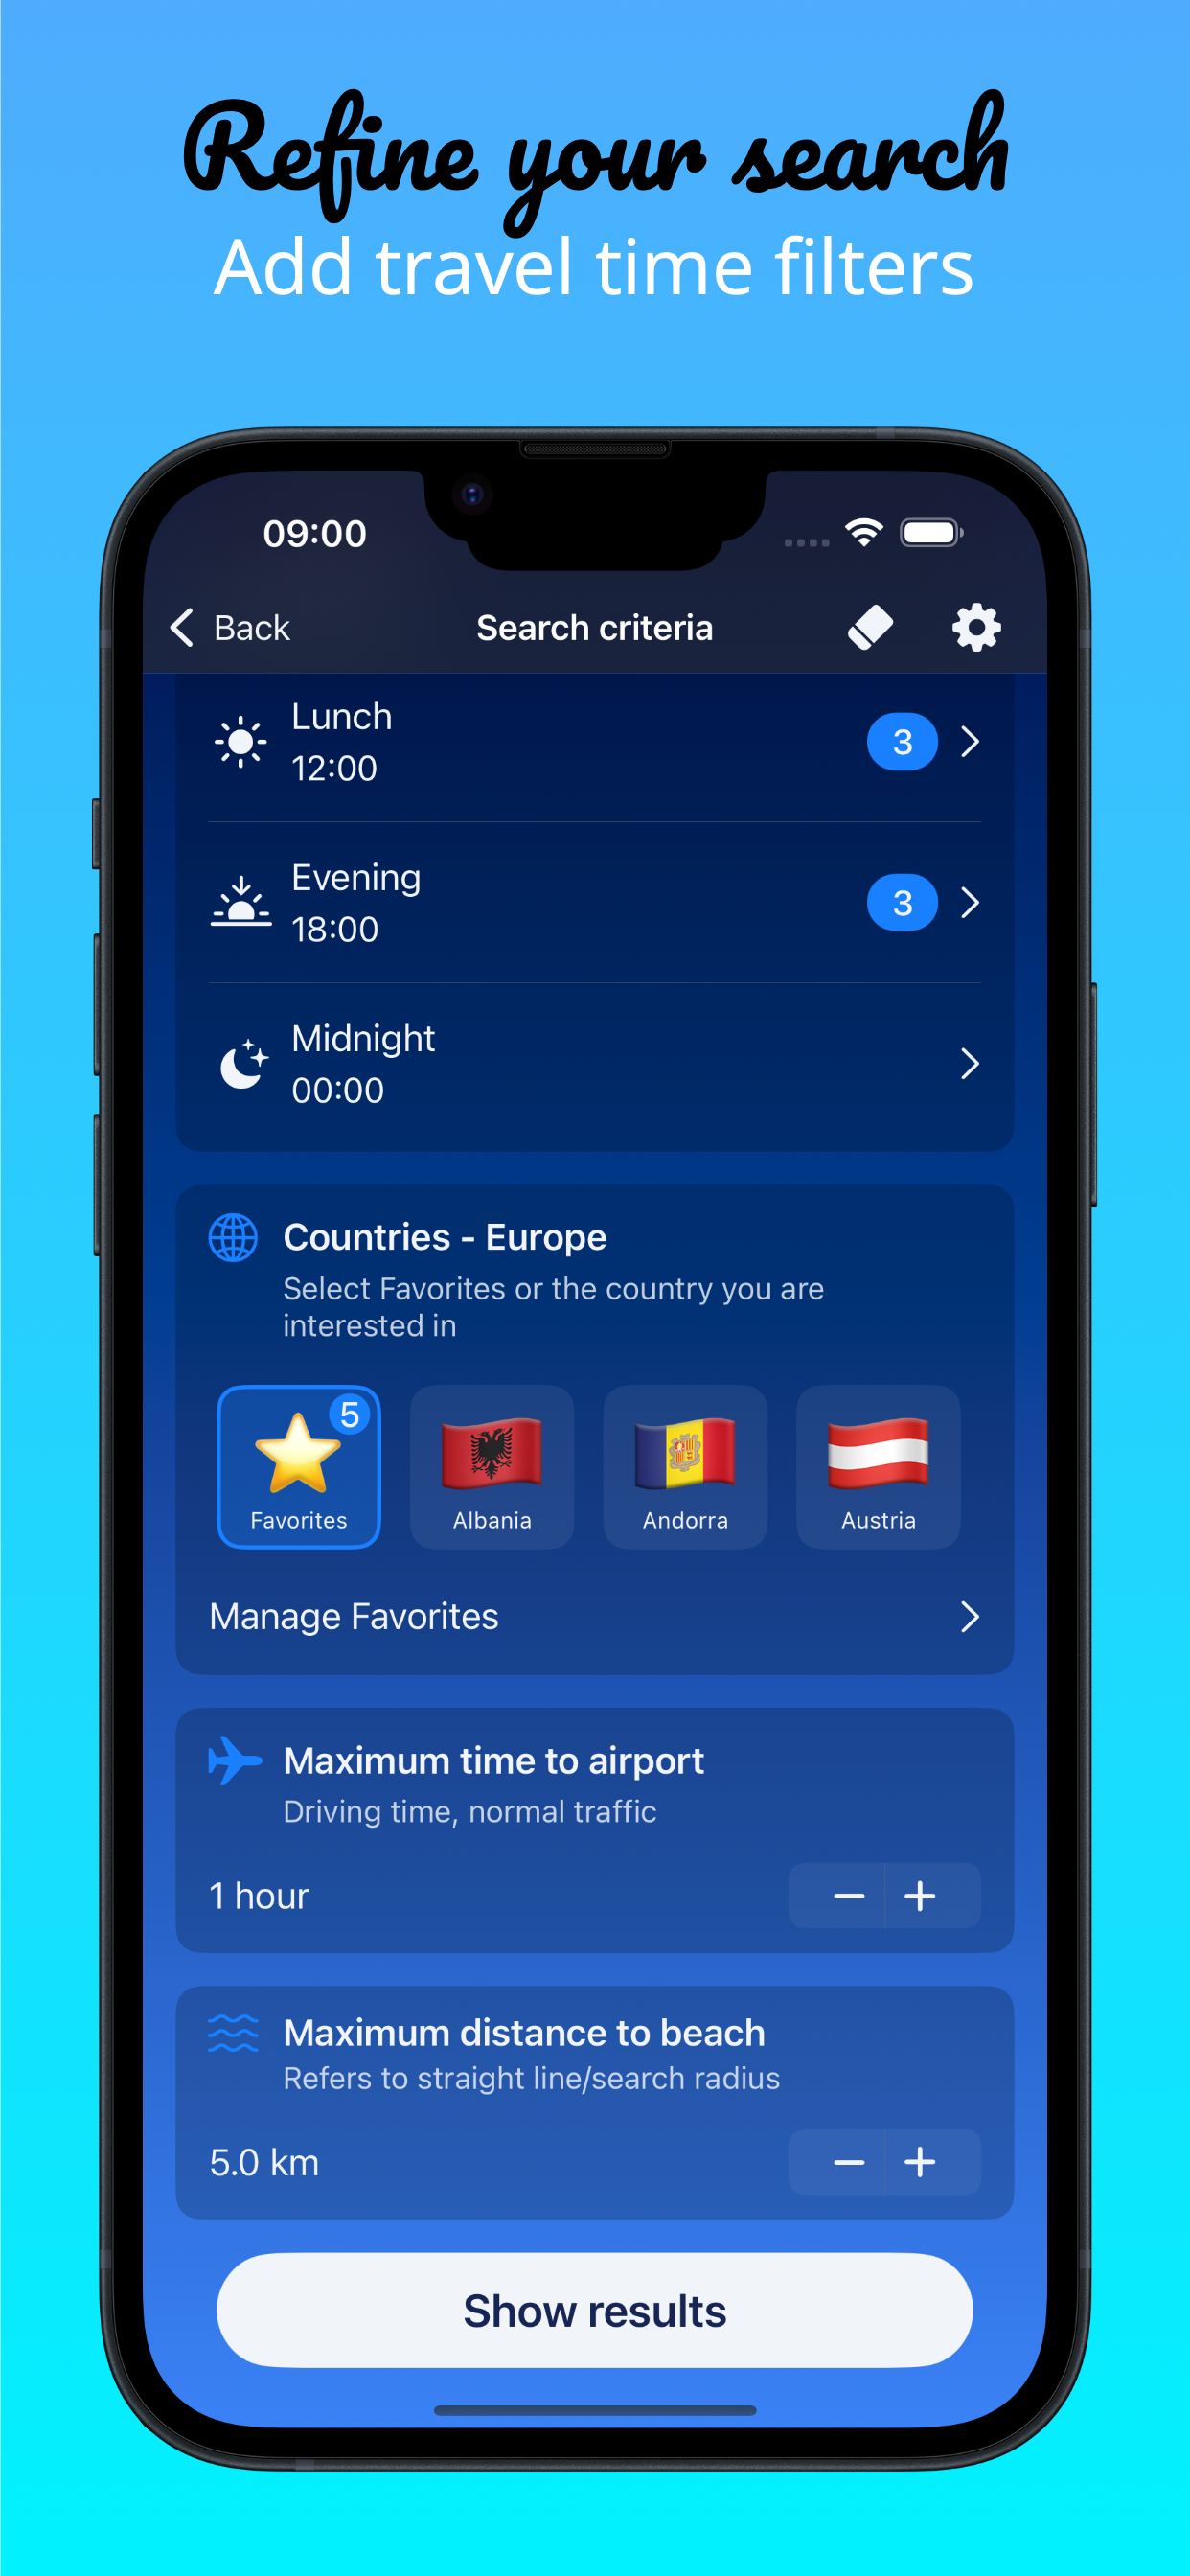 Refine your search
Add travel time filters
09:00
Back
Search criteria
Lunch
12:00
3
Evening
18:00
3
Midnight
00:00
Countries - Europe
Select Favorites or the country you are
interested in
5
Favorites
Albania
Andorra
Austria
Manage Favorites
Maximum time to airport
Driving time, normal traffic
1 hour
Maximum distance to beach
Refers to straight line/search radius
5.0 km
Show results